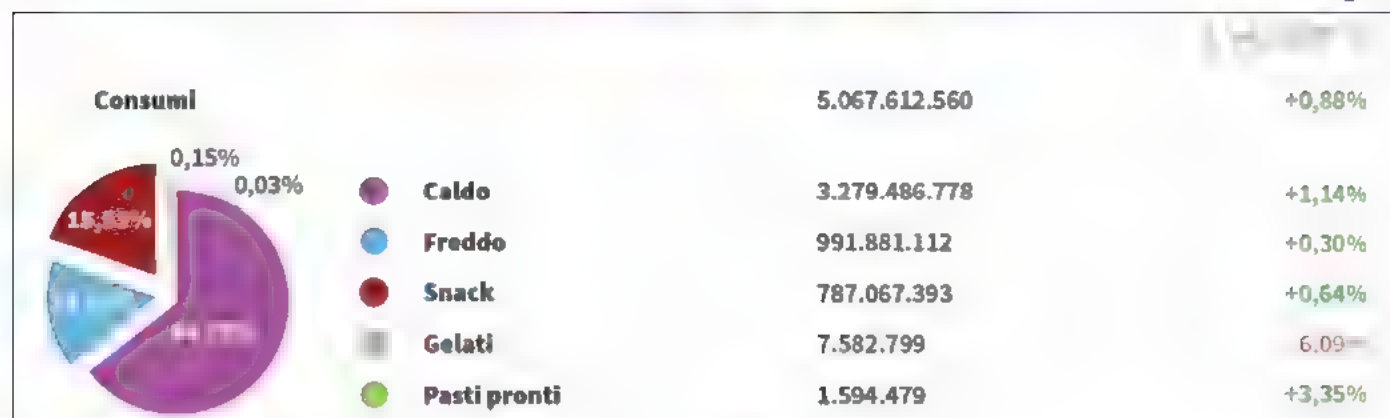 Consumi 5.067.612.560 +0,88%
0,15%
0,03%
Caldo 3.279.486.778 +1,14%
Freddo 991.881.112 +0,30%
Snack 787.067.393 +0,64%
Gelati 7.582.799 6.09
Pasti pronti 1.594.479 +3,35%